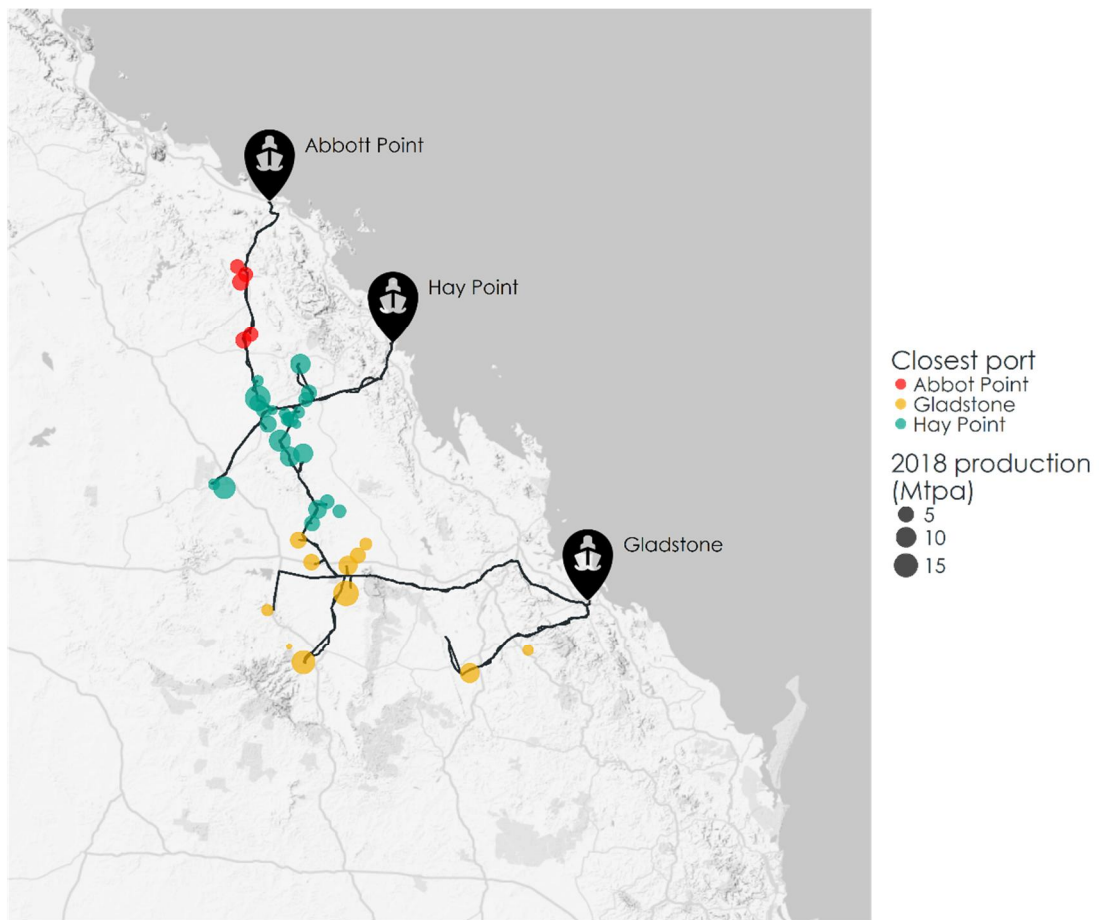 Abbott Point
Hay Point
Gladstone
Closest port
Abbot Point
Gladstone
Hay Point
2018 production
(Mtpa)
5
10
15